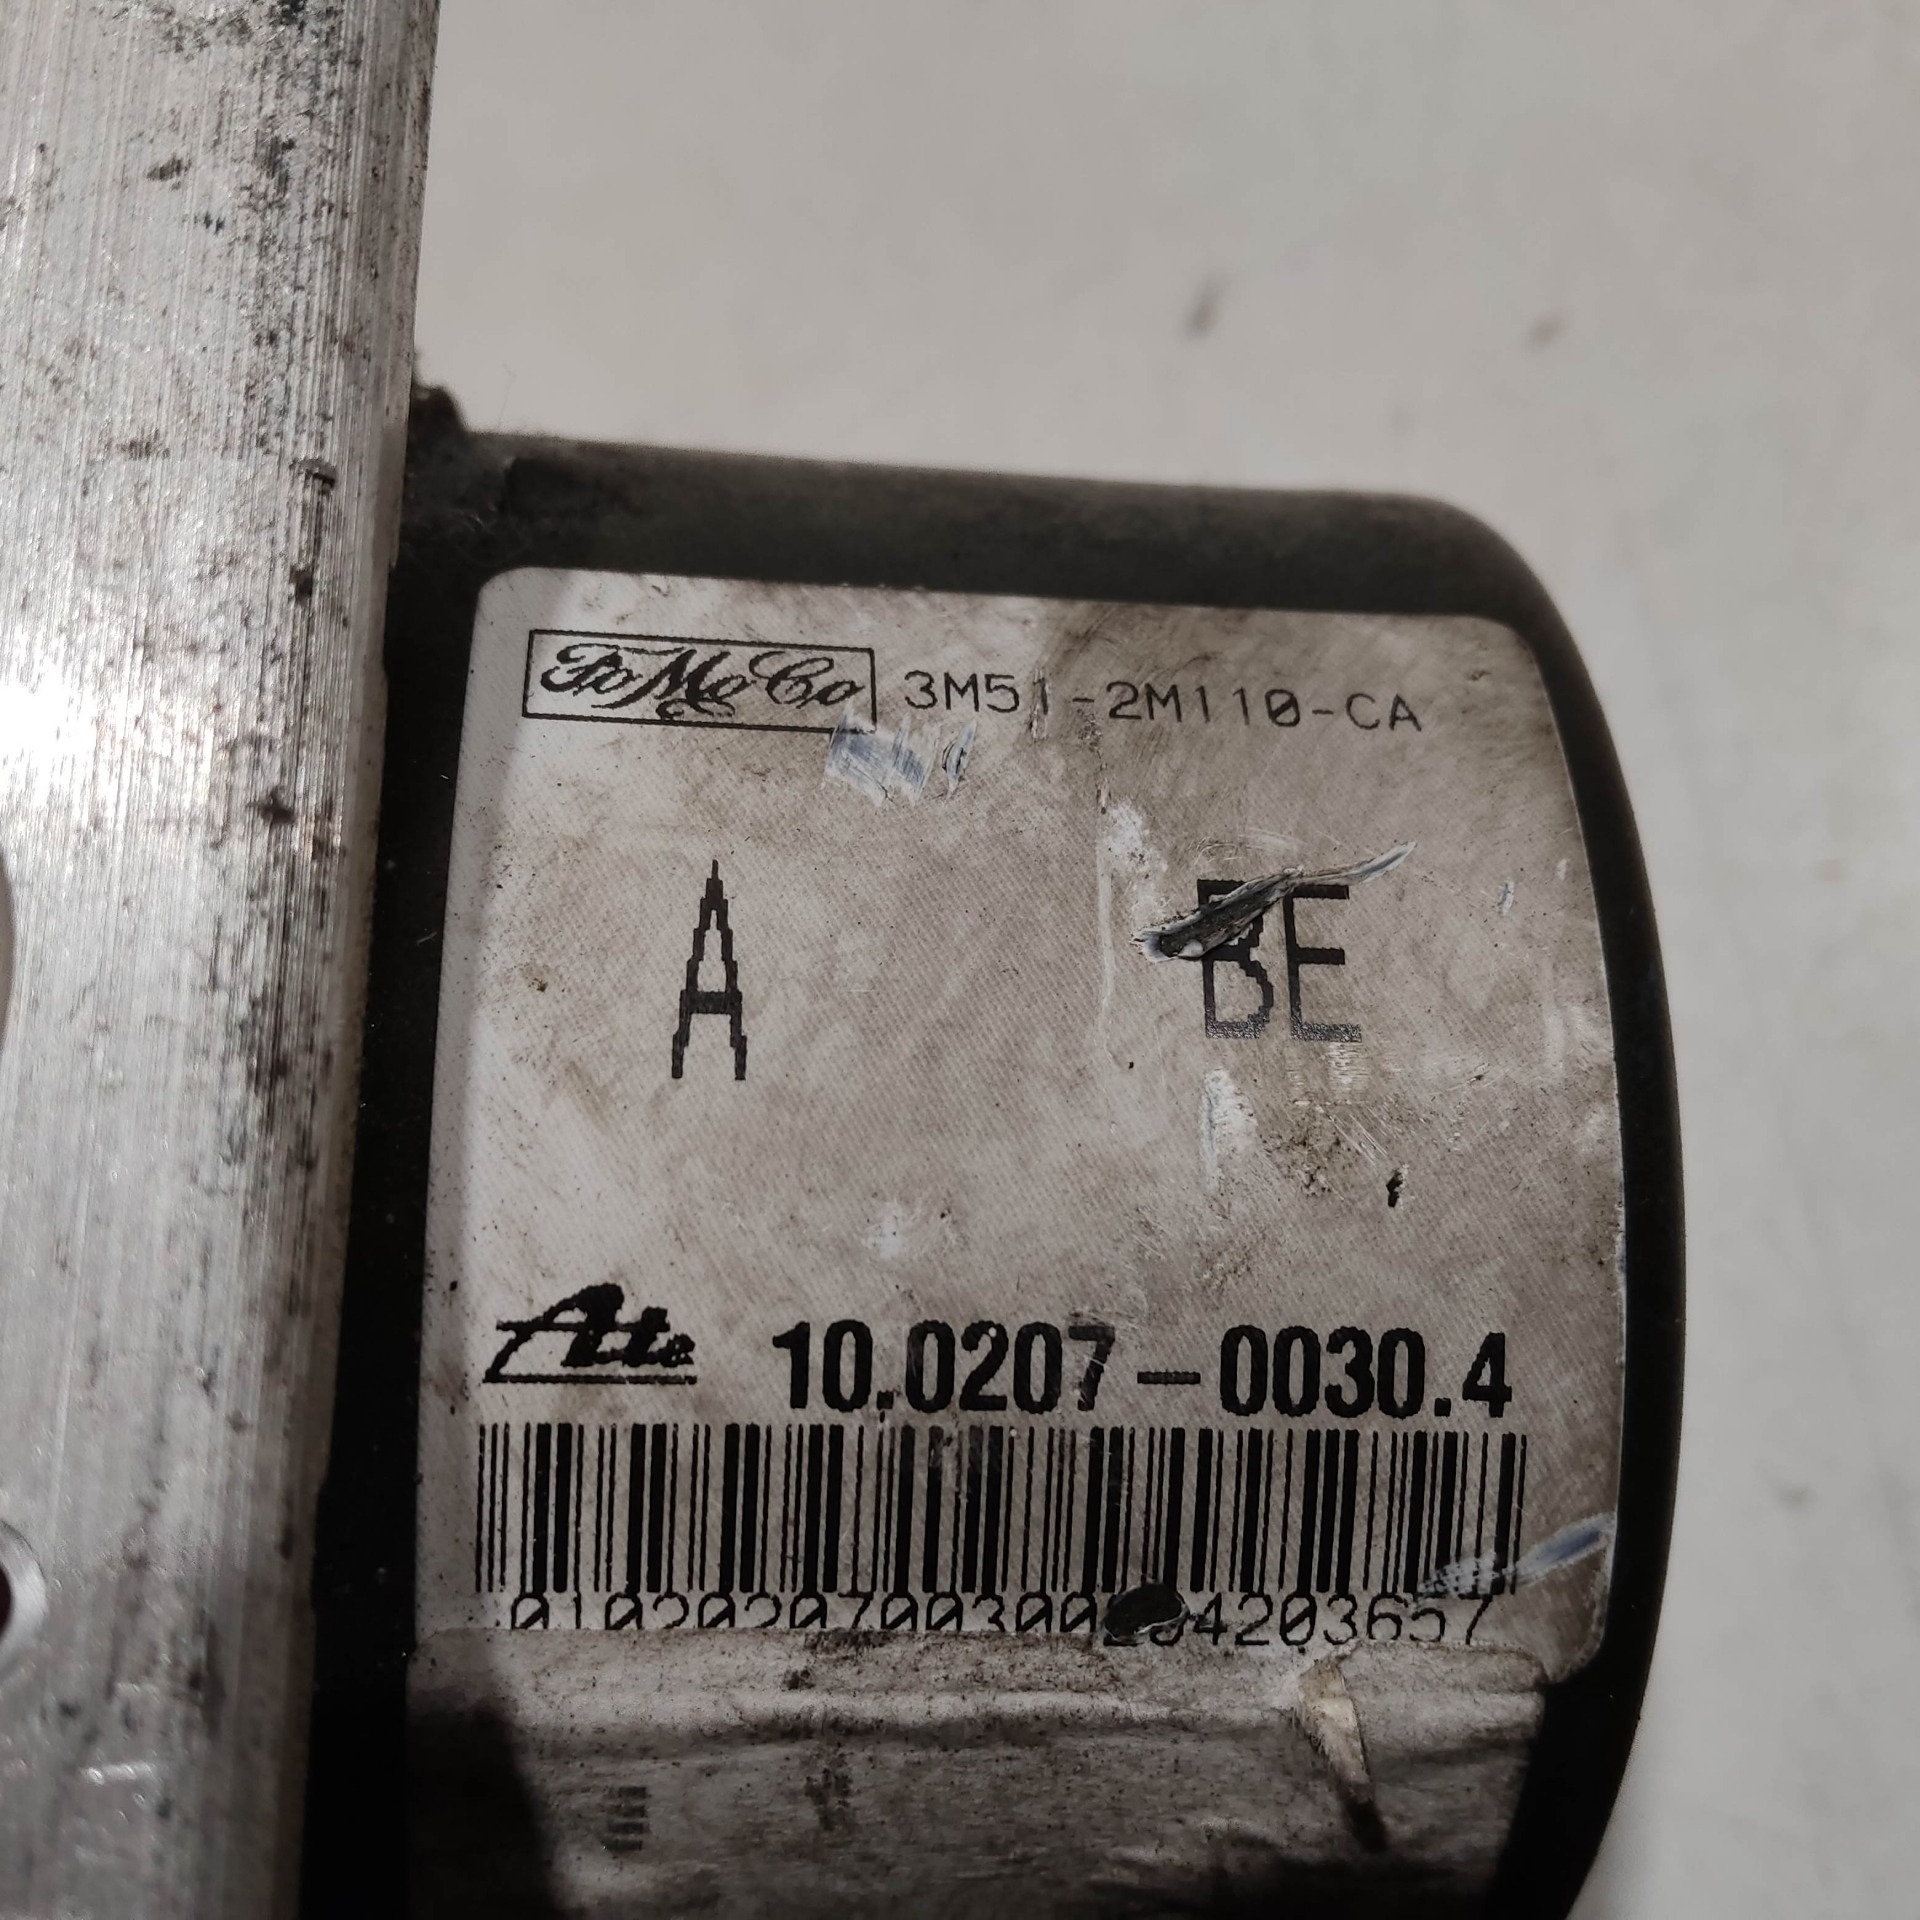 FoMoCo 3M51-2M110-CA
A BE
Ate 10.0207-0030.4